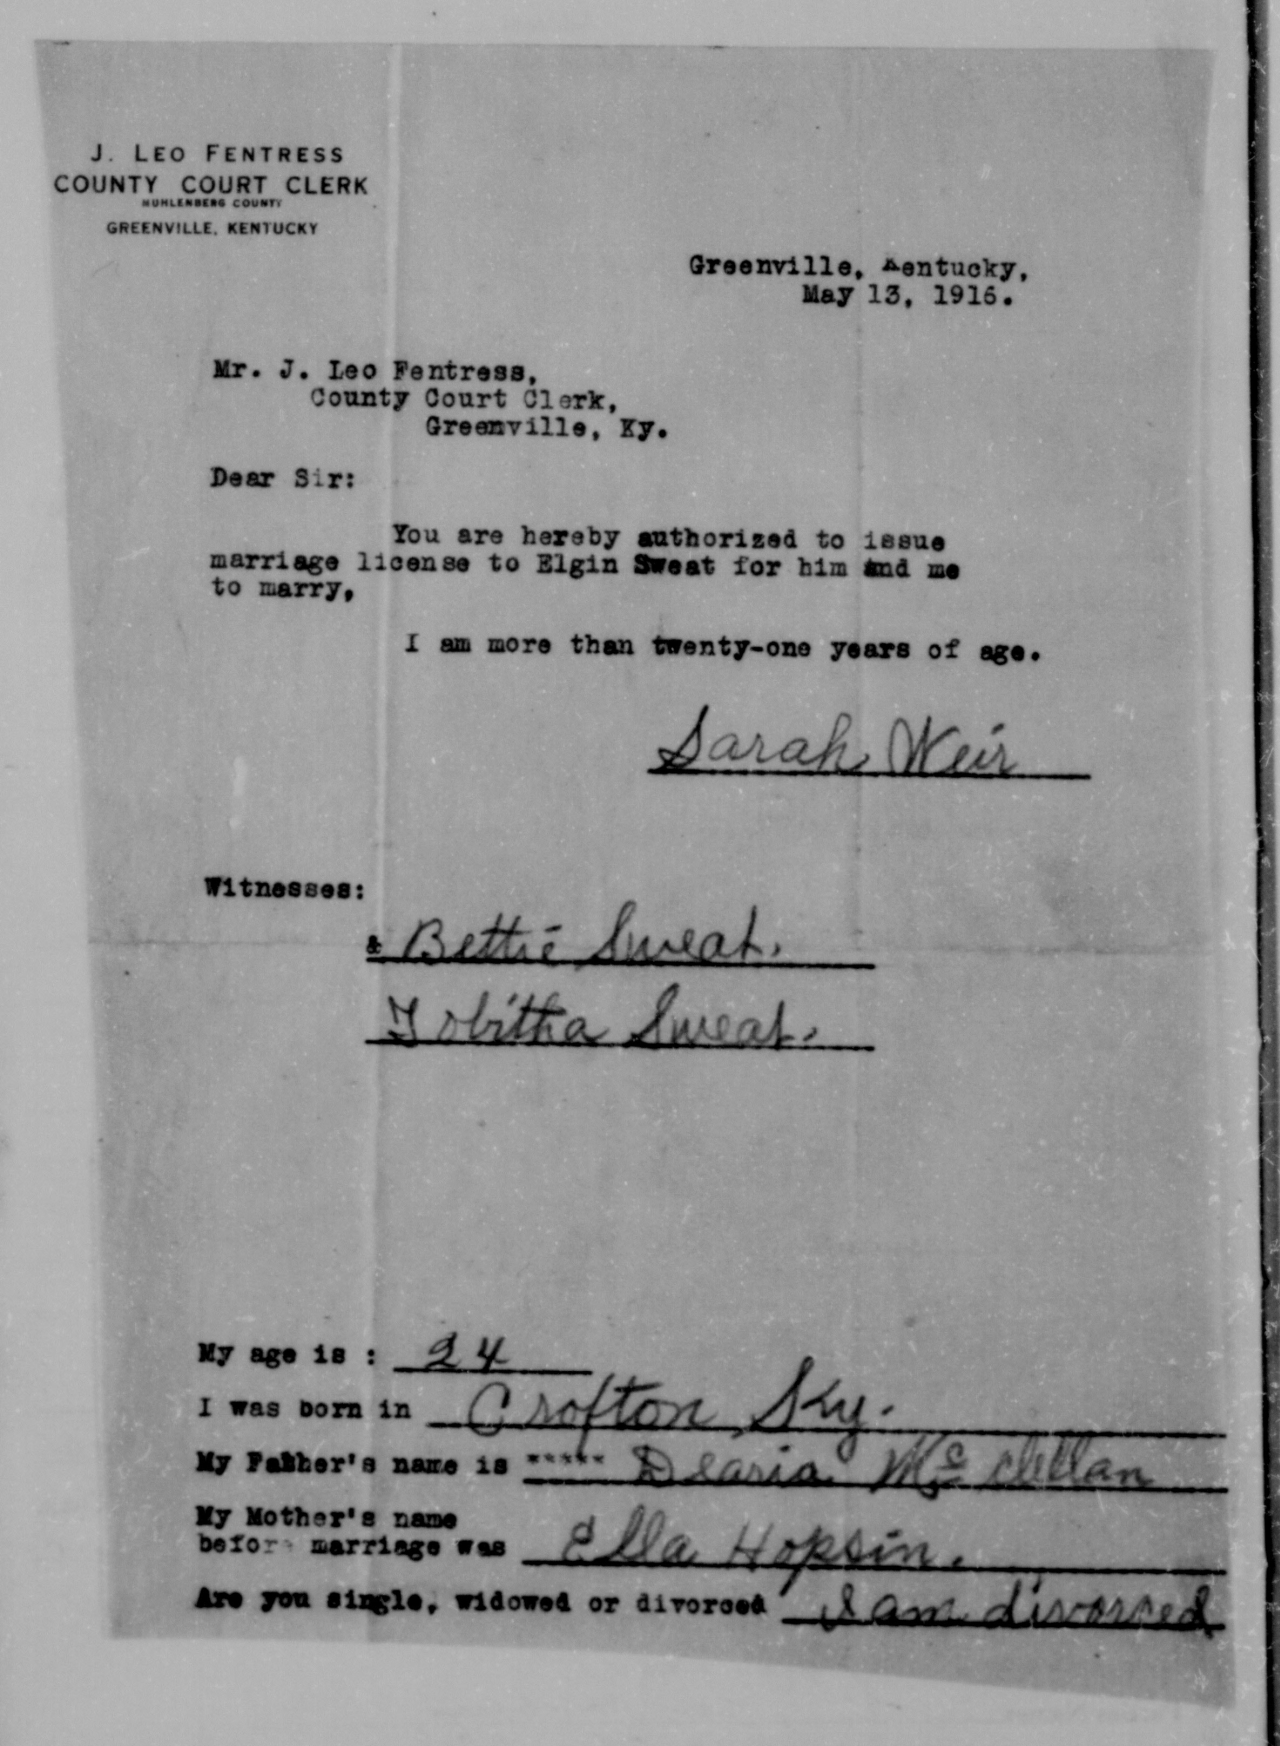 J. LEO FENTRESS
COUNTY COURT CLERK
MUHLENBERG COUNTY
GREENVILLE, KENTUCKY
Greenville, Kentucky,
May 13, 1916.
Mr. J. Leo Fentress,
County Court Clerk,
Greenville, Ky.
Dear Sir:
You are hereby authorized to issue
marriage license to Elgin Sweat for him and me
to marry,
I am more than twenty-one years of age.
Sarah Weir
Witnesses:
& Bettie Sweat.
Tobitha Sweat.
My age is : 24
I was born in Crofton, Ky.
My Father's name is ***** Dearia McClellan
My Mother's name
before marriage was Ella Hopsin.
Are you single, widowed or divorced I am divorced